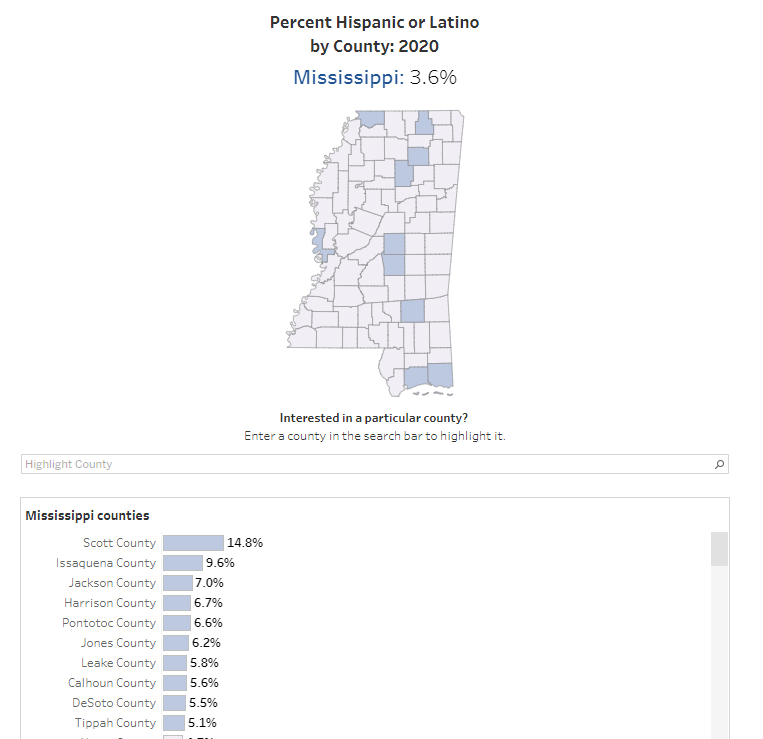 Percent Hispanic or Latino
by County: 2020
Mississippi: 3.6%
Interested in a particular county?
Enter a county in the search bar to highlight it.
Highlight County
Mississippi counties
Scott County 14.8%
Issaquena County 9.6%
Jackson County 7.0%
Harrison County 6.7%
Pontotoc County 6.6%
Jones County 6.2%
Leake County 5.8%
Calhoun County 5.6%
DeSoto County 5.5%
Tippah County 5.1%